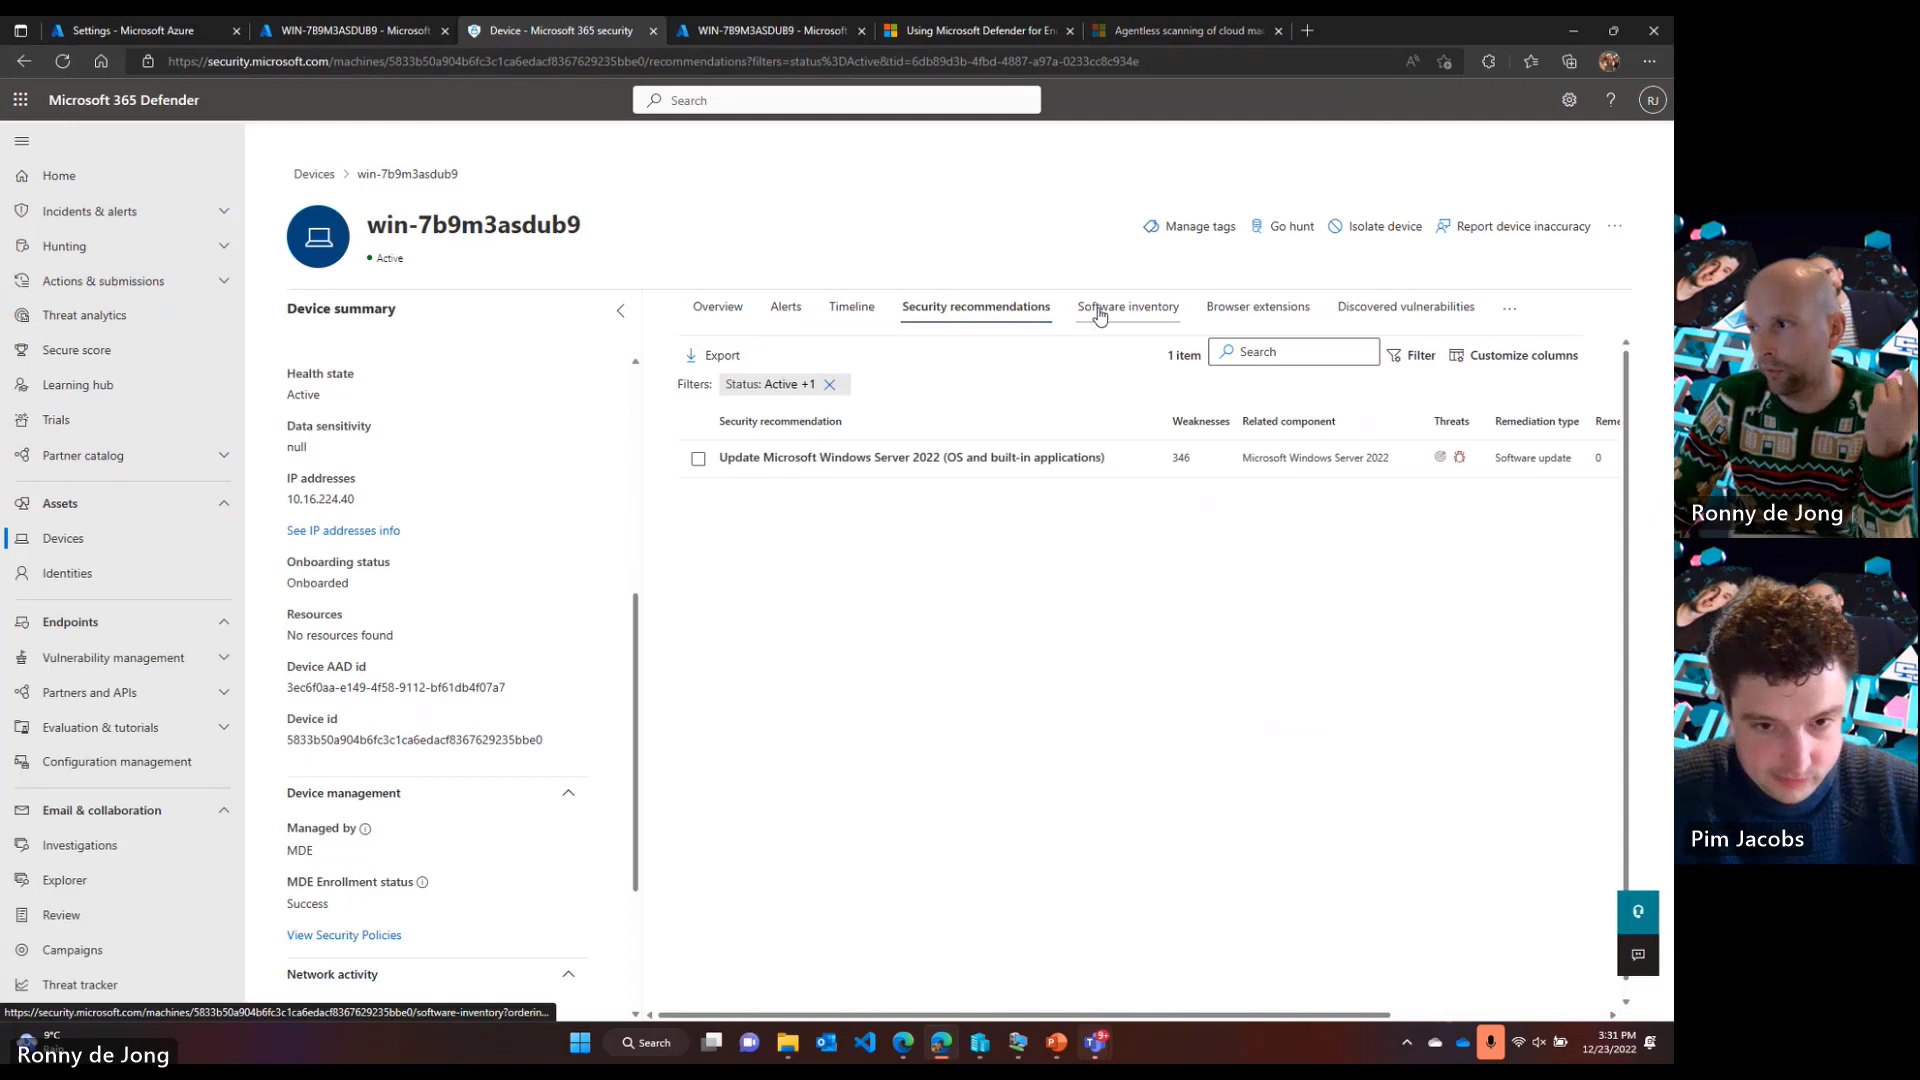 Settings - Microsoft Azure
WIN-7B9M3ASDUB9 - Microsoft
Device - Microsoft 365 security
WIN-7B9M3ASDUB9 - Microsoft
Using Microsoft Defender for En
Agentless scanning of cloud ma
https://security.microsoft.com/machines/5833b50a904b6fc3c1ca6edacf8367629235bbe0/recommendations?filters=status%3DActive&tid=6db89d3b-4fbd-4887-a97a-0233cc8c934e
Microsoft 365 Defender
Search
RJ
Home
Incidents & alerts
Hunting
Actions & submissions
Threat analytics
Secure score
Learning hub
Trials
Partner catalog
Assets
Devices
Identities
Endpoints
Vulnerability management
Partners and APIs
Evaluation & tutorials
Configuration management
Email & collaboration
Investigations
Explorer
Review
Campaigns
Threat tracker
Devices > win-7b9m3asdub9
win-7b9m3asdub9
Active
Manage tags
Go hunt
Isolate device
Report device inaccuracy
Device summary
Health state
Active
Data sensitivity
null
IP addresses
10.16.224.40
See IP addresses info
Onboarding status
Onboarded
Resources
No resources found
Device AAD id
3ec6f0aa-e149-4f58-9112-bf61db4f07a7
Device id
5833b50a904b6fc3c1ca6edacf8367629235bbe0
Device management
Managed by
MDE
MDE Enrollment status
Success
View Security Policies
Network activity
Overview
Alerts
Timeline
Security recommendations
Software inventory
Browser extensions
Discovered vulnerabilities
Export
1 item
Search
Filter
Customize columns
Filters:
Status: Active +1
Security recommendation
Weaknesses
Related component
Threats
Remediation type
Reme
Update Microsoft Windows Server 2022 (OS and built-in applications)
346
Microsoft Windows Server 2022
Software update
0
Ronny de Jong
Pim Jacobs
https://security.microsoft.com/machines/5833b50a904b6fc3c1ca6edacf8367629235bbe0/software-inventory?orderin...
9°C
Ronny de Jong
Search
9+
3:31 PM
12/23/2022